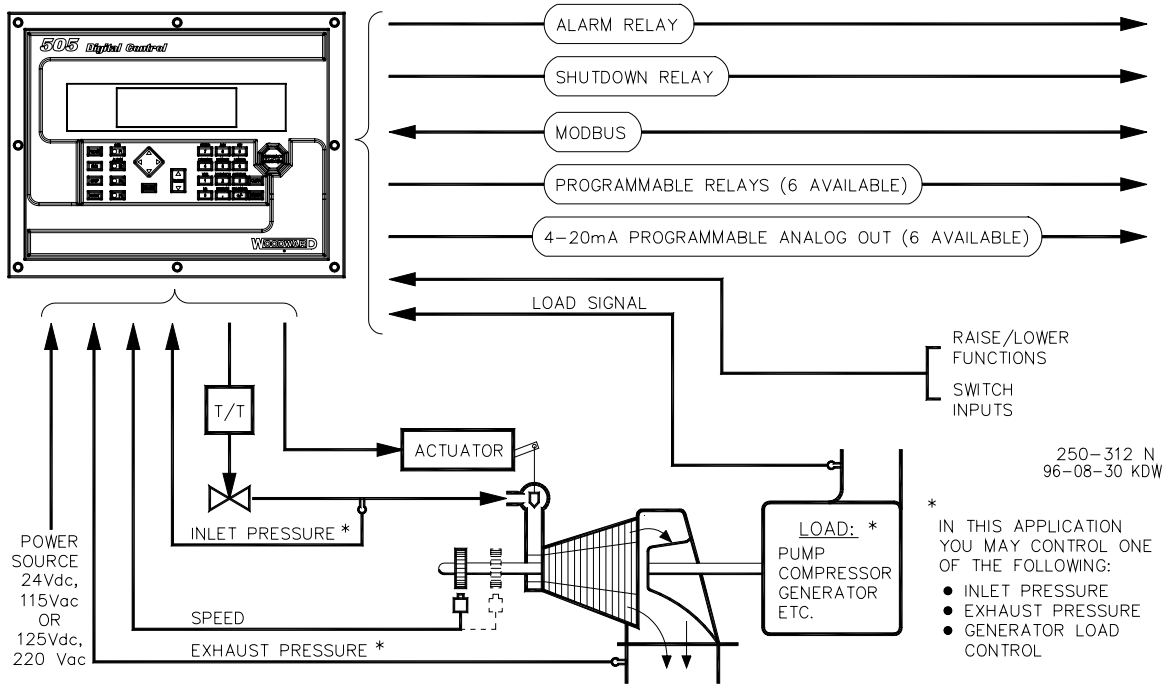 505 Digital Control
WOODWARD
ALARM RELAY
SHUTDOWN RELAY
MODBUS
PROGRAMMABLE RELAYS (6 AVAILABLE)
4-20mA PROGRAMMABLE ANALOG OUT (6 AVAILABLE)
LOAD SIGNAL
RAISE/LOWER
FUNCTIONS
SWITCH
INPUTS
T/T
ACTUATOR
250-312 N
96-08-30 KDW
INLET PRESSURE *
POWER
SOURCE
24Vdc,
115Vac
OR
125Vdc,
220 Vac
SPEED
EXHAUST PRESSURE *
LOAD: *
PUMP
COMPRESSOR
GENERATOR
ETC.
*
IN THIS APPLICATION
YOU MAY CONTROL ONE
OF THE FOLLOWING:
● INLET PRESSURE
● EXHAUST PRESSURE
● GENERATOR LOAD
CONTROL